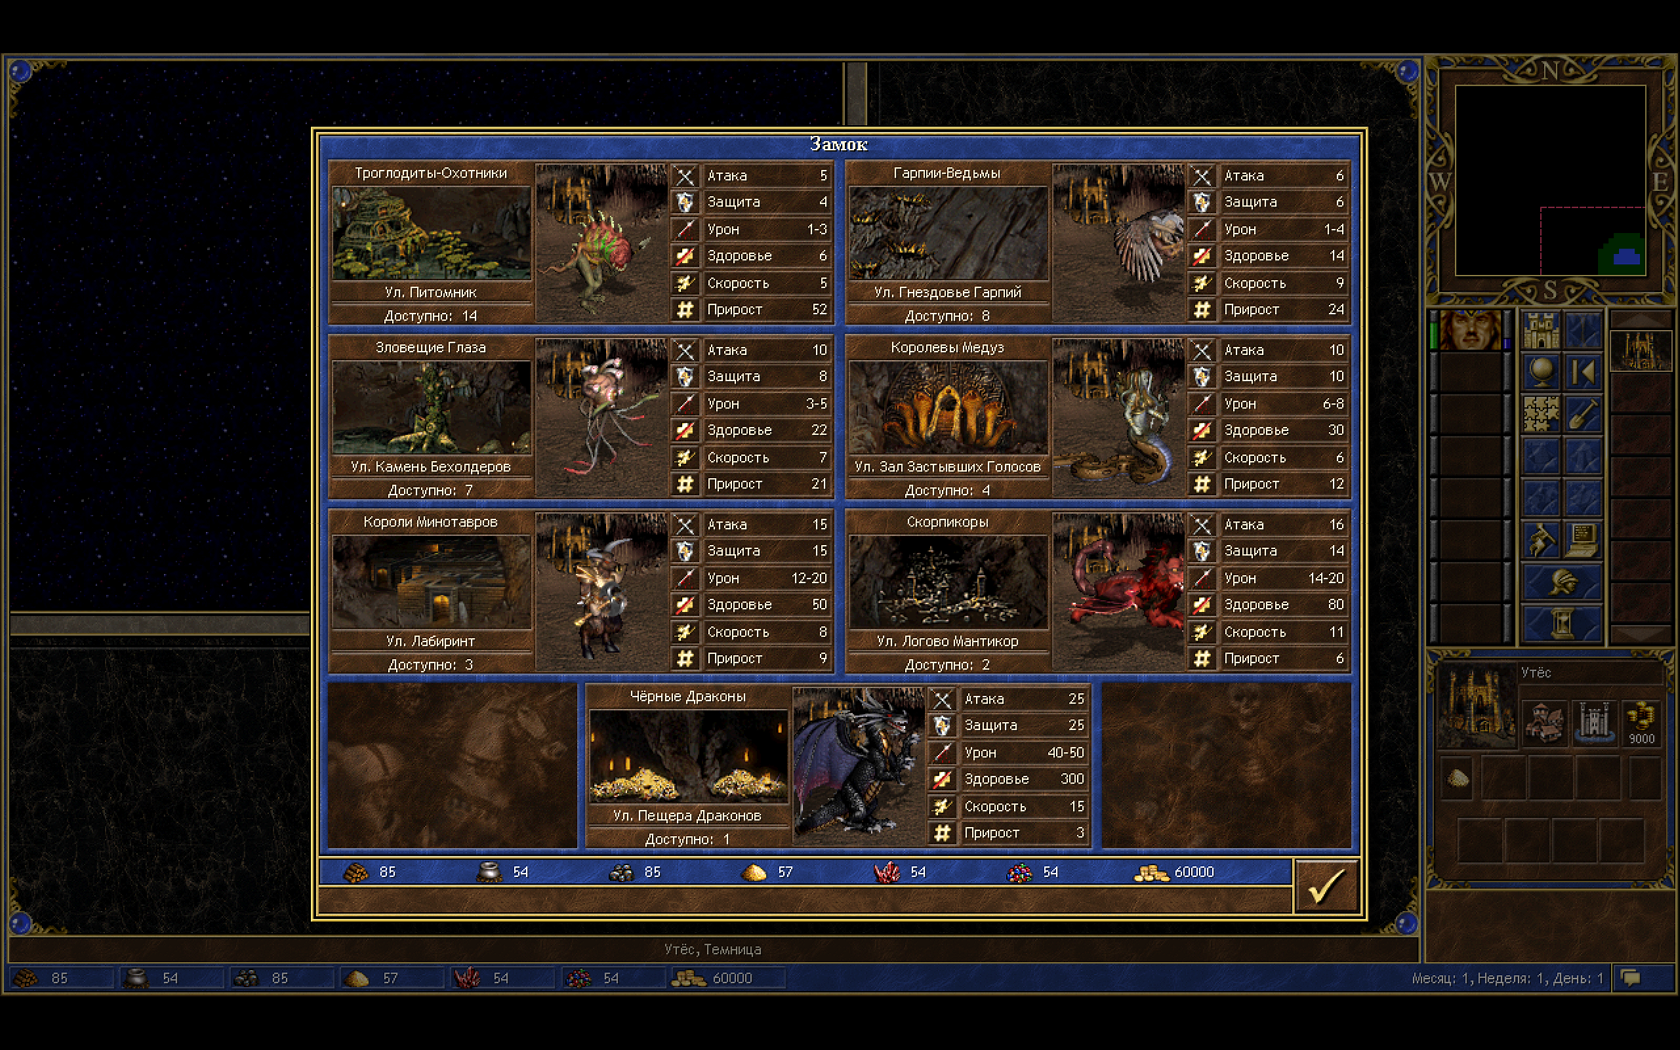 N
W
E
S
Замок
Троглодиты-Охотники
Атака 5
Защита 4
Урон 1-3
Здоровье 6
Скорость 5
Прирост 52
Ул. Питомник
Доступно: 14
Гарпии-Ведьмы
Атака 6
Защита 6
Урон 1-4
Здоровье 14
Скорость 9
Прирост 24
Ул. Гнездовье Гарпий
Доступно: 8
Зловещие Глаза
Атака 10
Защита 8
Урон 3-5
Здоровье 22
Скорость 7
Прирост 21
Ул. Камень Бехолдеров
Доступно: 7
Королевы Медуз
Атака 10
Защита 10
Урон 6-8
Здоровье 30
Скорость 6
Прирост 12
Ул. Зал Застывших Голосов
Доступно: 4
Короли Минотавров
Атака 15
Защита 15
Урон 12-20
Здоровье 50
Скорость 8
Прирост 9
Ул. Лабиринт
Доступно: 3
Скорпикоры
Атака 16
Защита 14
Урон 14-20
Здоровье 80
Скорость 11
Прирост 6
Ул. Логово Мантикор
Доступно: 2
Чёрные Драконы
Атака 25
Защита 25
Урон 40-50
Здоровье 300
Скорость 15
Прирост 3
Ул. Пещера Драконов
Доступно: 1
85 54 85 57 54 54 60000
Утёс
9000
Утёс, Темница
85 54 85 57 54 54 60000
Месяц: 1, Неделя: 1, День: 1